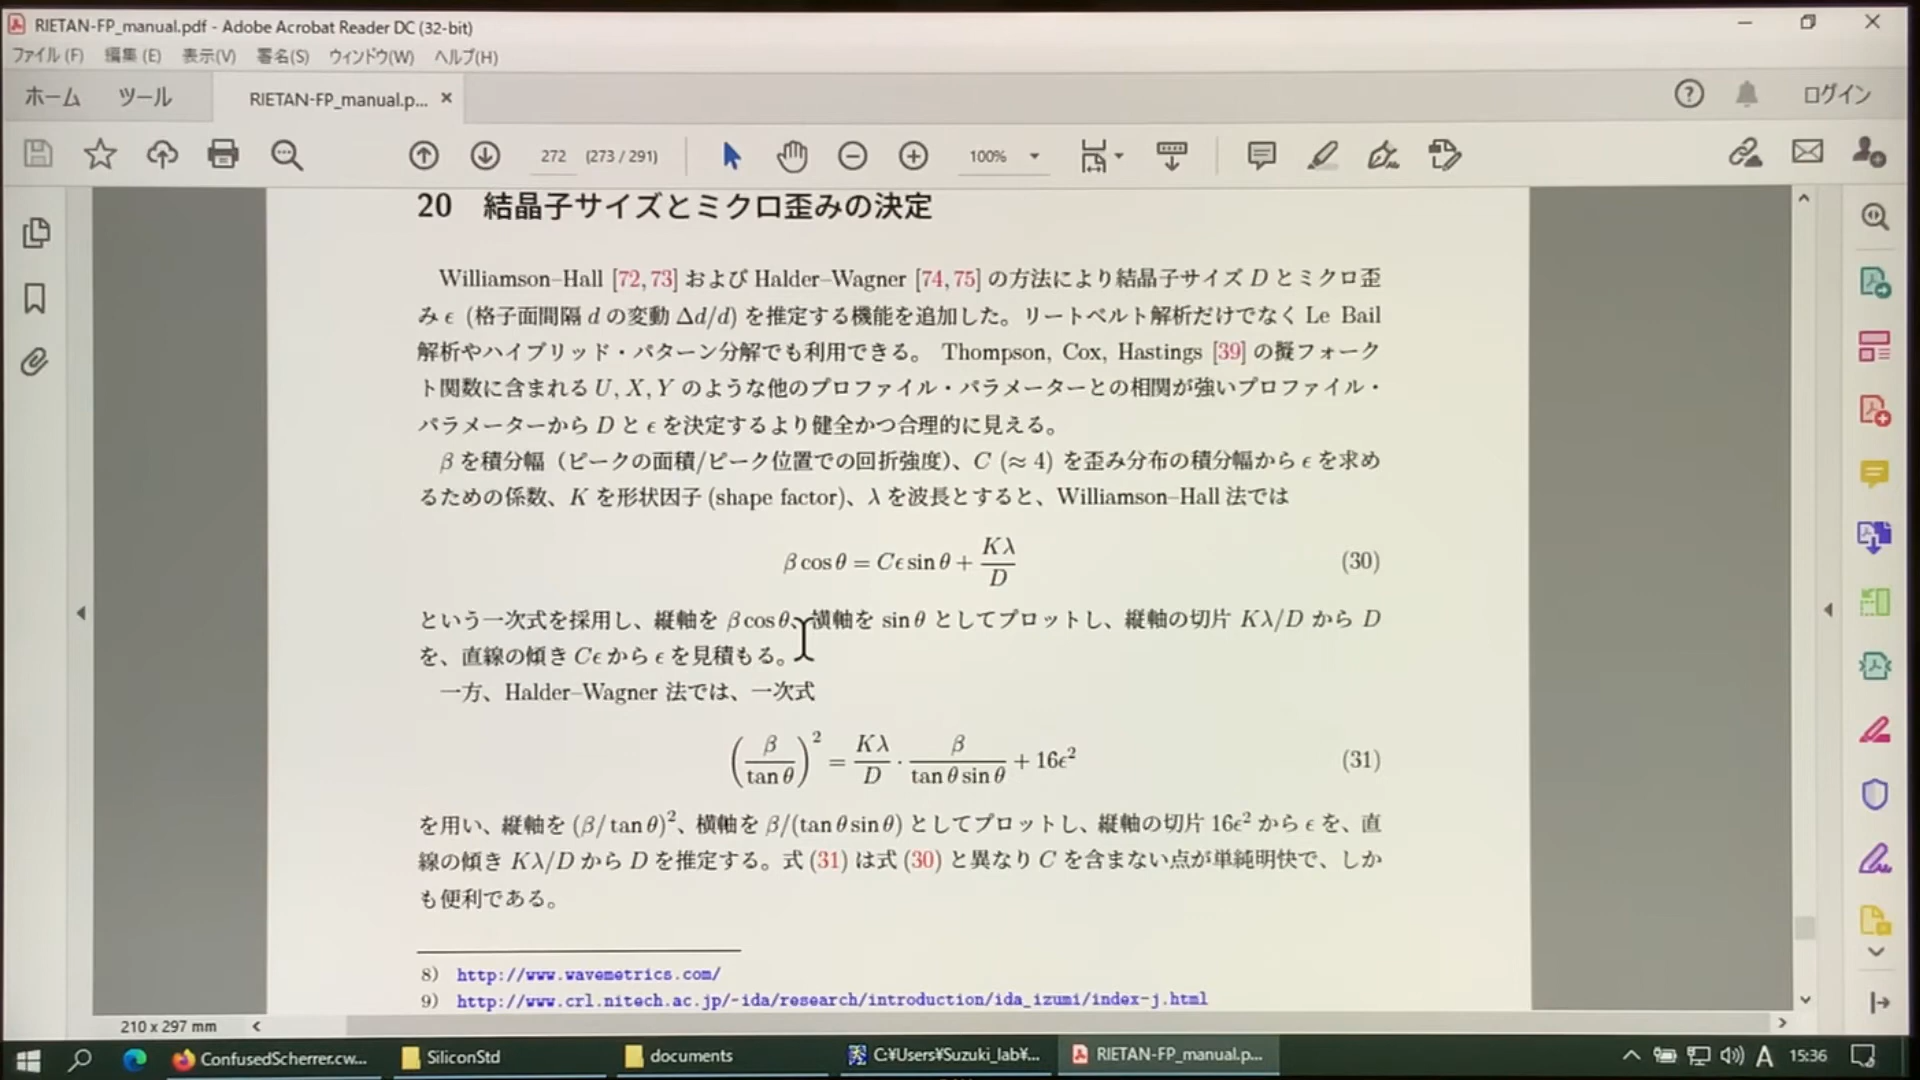 RIETAN-FP_manual.pdf - Adobe Acrobat Reader DC (32-bit)
ファイル(F) 編集(E) 表示(V) 署名(S) ウィンドウ(W) ヘルプ(H)
ホーム ツール RIETAN-FP_manual.p... × ログイン
272 (273 / 291) 100%
20 結晶子サイズとミクロ歪みの決定
Williamson–Hall [72, 73] および Halder–Wagner [74, 75] の方法により結晶子サイズ D とミクロ歪
み ϵ (格子面間隔 d の変動 Δd/d) を推定する機能を追加した。リートベルト解析だけでなく Le Bail
解析やハイブリッド・パターン分解でも利用できる。 Thompson, Cox, Hastings [39] の擬フォーク
ト関数に含まれる U, X, Y のような他のプロファイル・パラメーターとの相関が強いプロファイル・
パラメーターから D と ϵ を決定するより健全かつ合理的に見える。
β を積分幅（ピークの面積/ピーク位置での回折強度）、C (≈ 4) を歪み分布の積分幅から ϵ を求め
るための係数、K を形状因子 (shape factor)、λ を波長とすると、Williamson–Hall 法では
β cos θ = Cϵ sin θ + Kλ/D (30)
という一次式を採用し、縦軸を β cos θ、横軸を sin θ としてプロットし、縦軸の切片 Kλ/D から D
を、直線の傾き Cϵ から ϵ を見積もる。
一方、Halder–Wagner 法では、一次式
(β/tan θ)² = Kλ/D · β/(tan θ sin θ) + 16ϵ² (31)
を用い、縦軸を (β/ tan θ)²、横軸を β/(tan θ sin θ) としてプロットし、縦軸の切片 16ϵ² から ϵ を、直
線の傾き Kλ/D から D を推定する。式 (31) は式 (30) と異なり C を含まない点が単純明快で、しか
も便利である。
8) http://www.wavemetrics.com/
9) http://www.crl.nitech.ac.jp/~ida/research/introduction/ida_izumi/index-j.html
210 x 297 mm
ConfusedScherrer.cw... SiliconStd documents C:¥Users¥Suzuki_lab¥... RIETAN-FP_manual.p... A 15:36